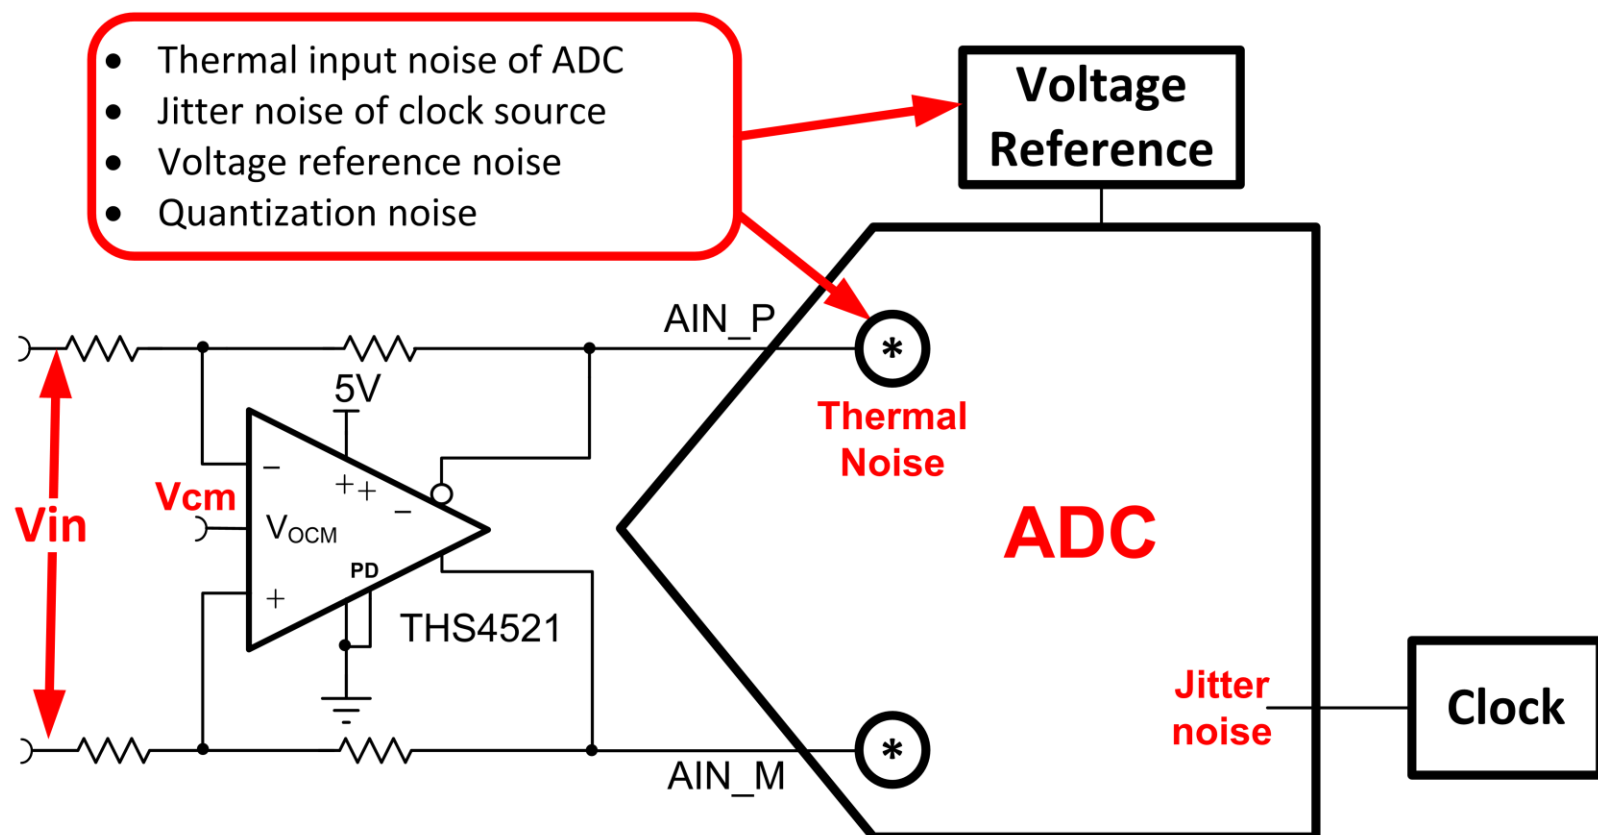 • Thermal input noise of ADC
• Jitter noise of clock source
• Voltage reference noise
• Quantization noise
Voltage
Reference
AIN_P
*
Thermal
Noise
5V
++
−
−
Vcm
VOCM
Vin
PD
+
THS4521
ADC
Jitter
noise
Clock
*
AIN_M